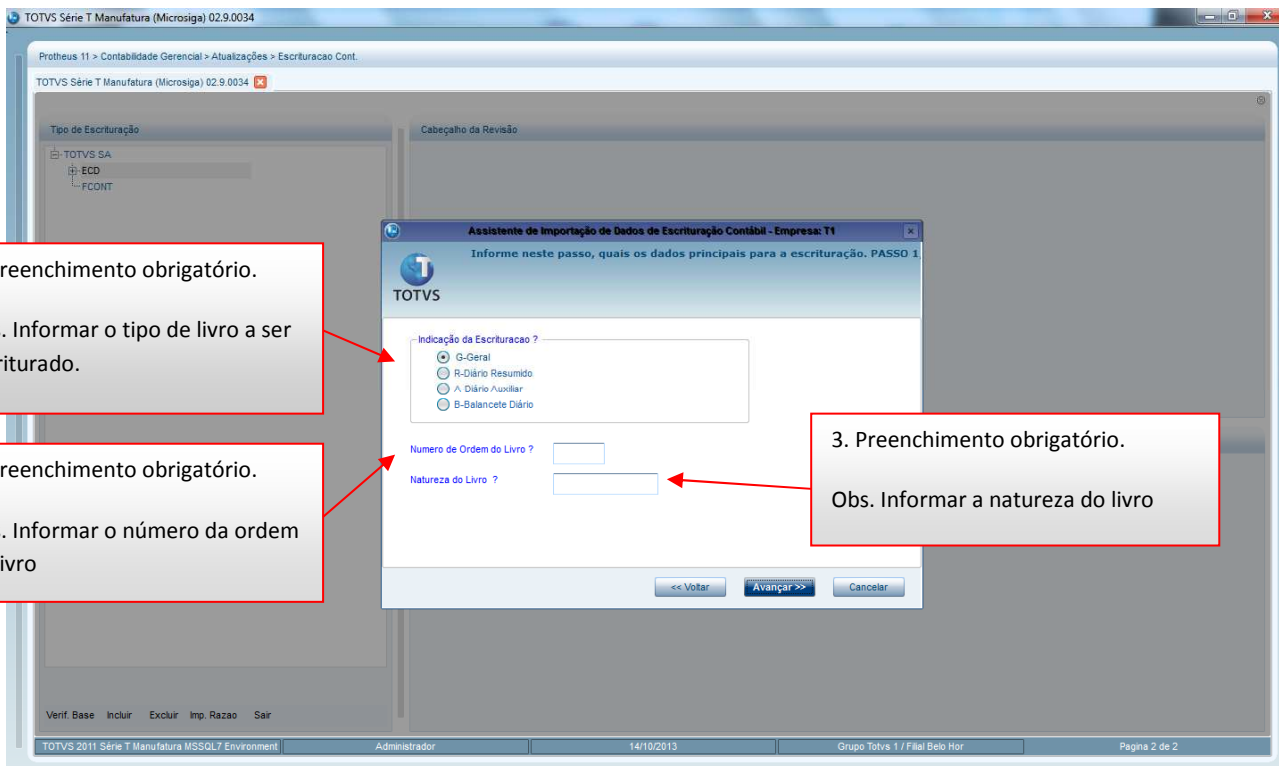 TOTVS Série T Manufatura (Microsiga) 02.9.0034
Protheus 11 > Contabilidade Gerencial > Atualizações > Escrituracao Cont.
TOTVS Série T Manufatura (Microsiga) 02.9.0034
Tipo de Escrituração
Cabeçalho da Revisão
TOTVS SA
ECD
FCONT
Assistente de Importação de Dados de Escrituração Contábil - Empresa: T1
Informe neste passo, quais os dados principais para a escrituração. PASSO 1
TOTVS
reenchimento obrigatório.
. Informar o tipo de livro a ser
riturado.
Indicação da Escrituracao ?
G-Geral
R-Diário Resumido
A Diário Auxiliar
B-Balancete Diário
Numero de Ordem do Livro ?
Natureza do Livro ?
reenchimento obrigatório.
. Informar o número da ordem
ivro
3. Preenchimento obrigatório.
Obs. Informar a natureza do livro
<< Voltar
Avançar >>
Cancelar
Verif. Base Incluir Excluir Imp. Razao Sair
TOTVS 2011 Série T Manufatura MSSQL7 Environment Administrador 14/10/2013 Grupo Totvs 1 / Filial Belo Hor Pagina 2 de 2